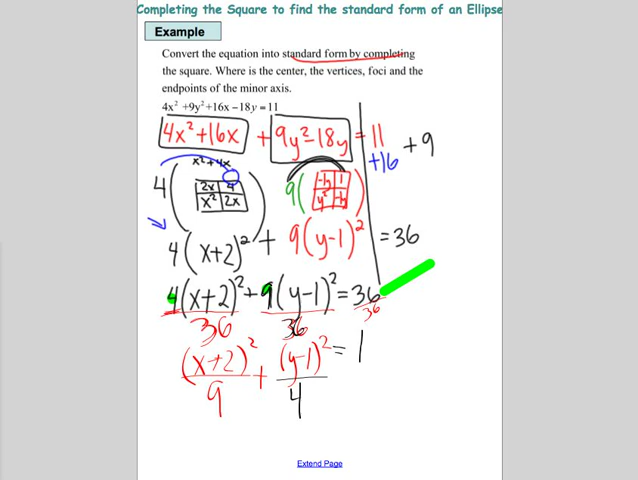 Completing the Square to find the standard form of an Ellipse
Example
Convert the equation into standard form by completing
the square. Where is the center, the vertices, foci and the
endpoints of the minor axis.
4x² +9y² +16x −18y = 11
4x²+16x + 9y²−18y = 11
+16 +9
x²+4x
4( 2x 4 9( −y 1
x² 2x ) y² −y )
4(x+2)² + 9(y−1)² = 36
4(x+2)² + 9(y−1)² = 36
36 36 36
(x+2)² + (y−1)² = 1
9 4
Extend Page